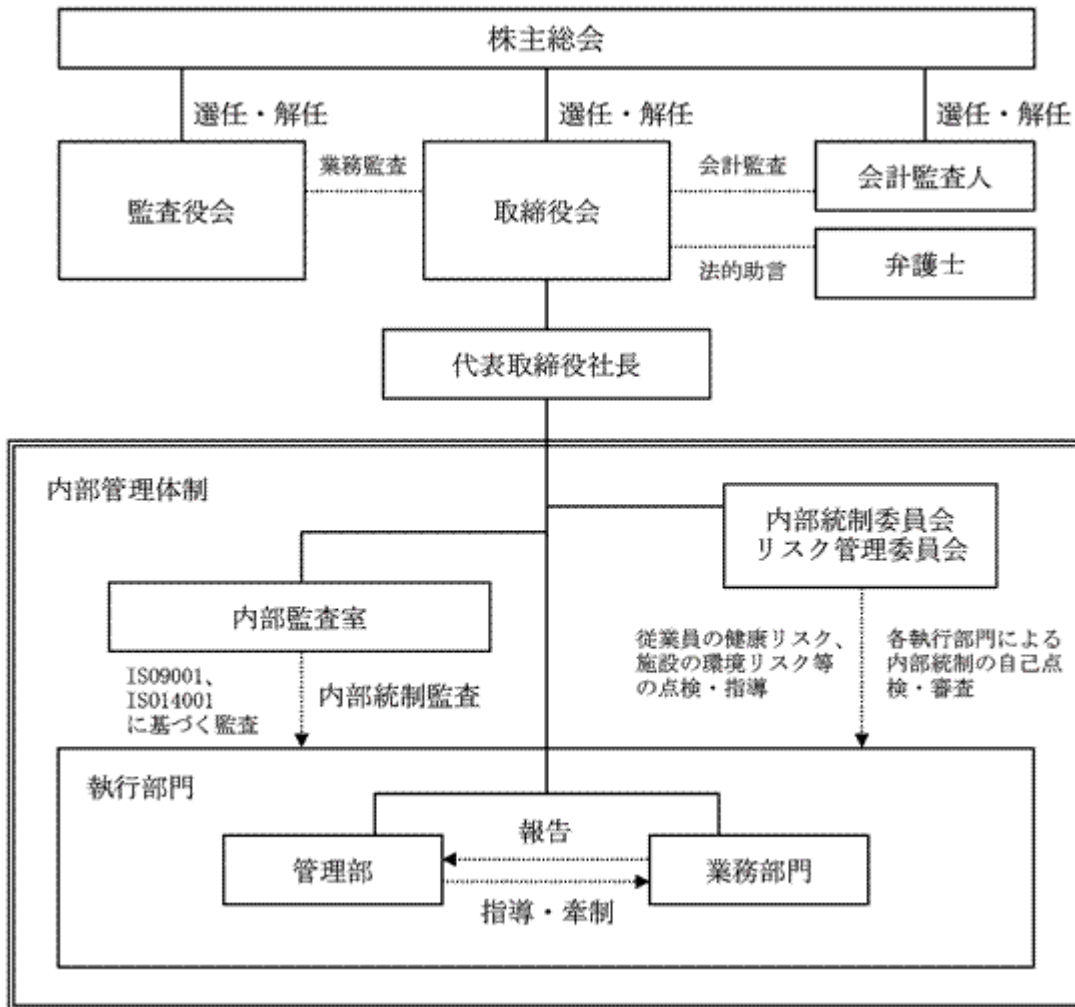 株主総会
選任・解任
選任・解任
選任・解任
監査役会
業務監査
取締役会
会計監査
会計監査人
法的助言
弁護士
代表取締役社長
内部管理体制
内部統制委員会
リスク管理委員会
内部監査室
ISO9001、
ISO14001
に基づく監査
内部統制監査
従業員の健康リスク、
施設の環境リスク等
の点検・指導
各執行部門による
内部統制の自己点
検・審査
執行部門
報告
管理部
業務部門
指導・牽制